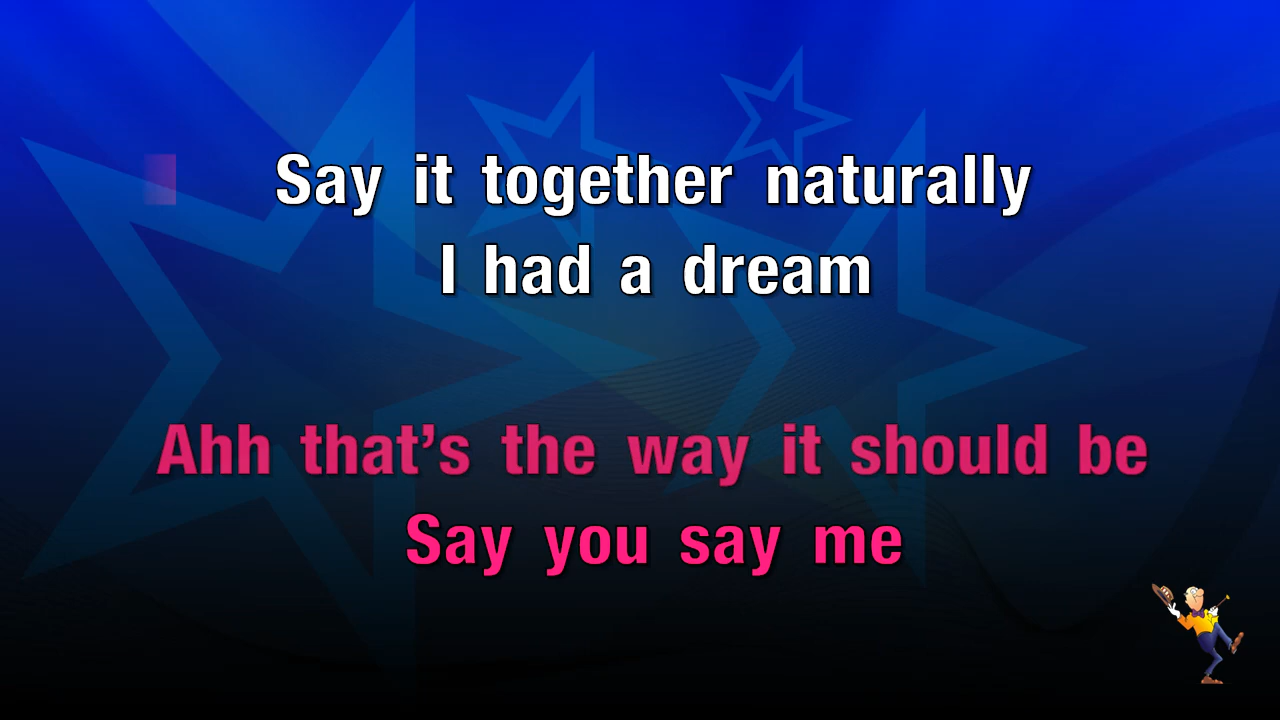 Say it together naturally
I had a dream
Ahh that’s the way it should be
Say you say me